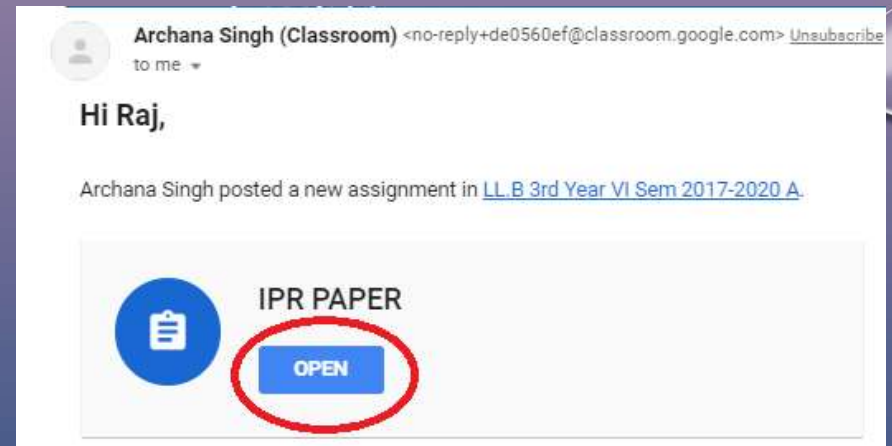 Archana Singh (Classroom) <no-reply+de0560ef@classroom.google.com> Unsubscribe
to me
Hi Raj,
Archana Singh posted a new assignment in LL.B 3rd Year VI Sem 2017-2020 A.
IPR PAPER
OPEN